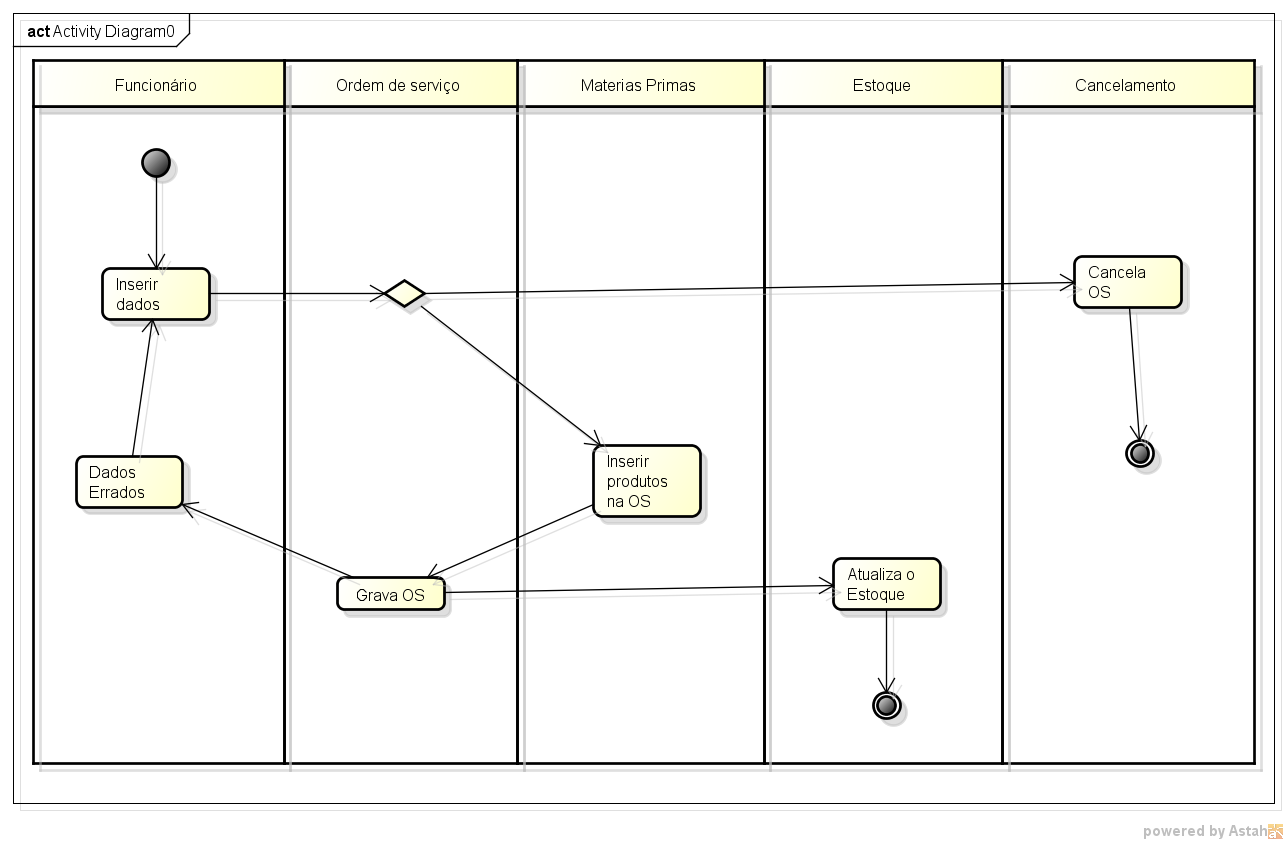 act Activity Diagram0
Funcionário
Ordem de serviço
Materias Primas
Estoque
Cancelamento
Inserir
dados
Cancela
OS
Dados
Errados
Inserir
produtos
na OS
Grava OS
Atualiza o
Estoque
powered by Astah